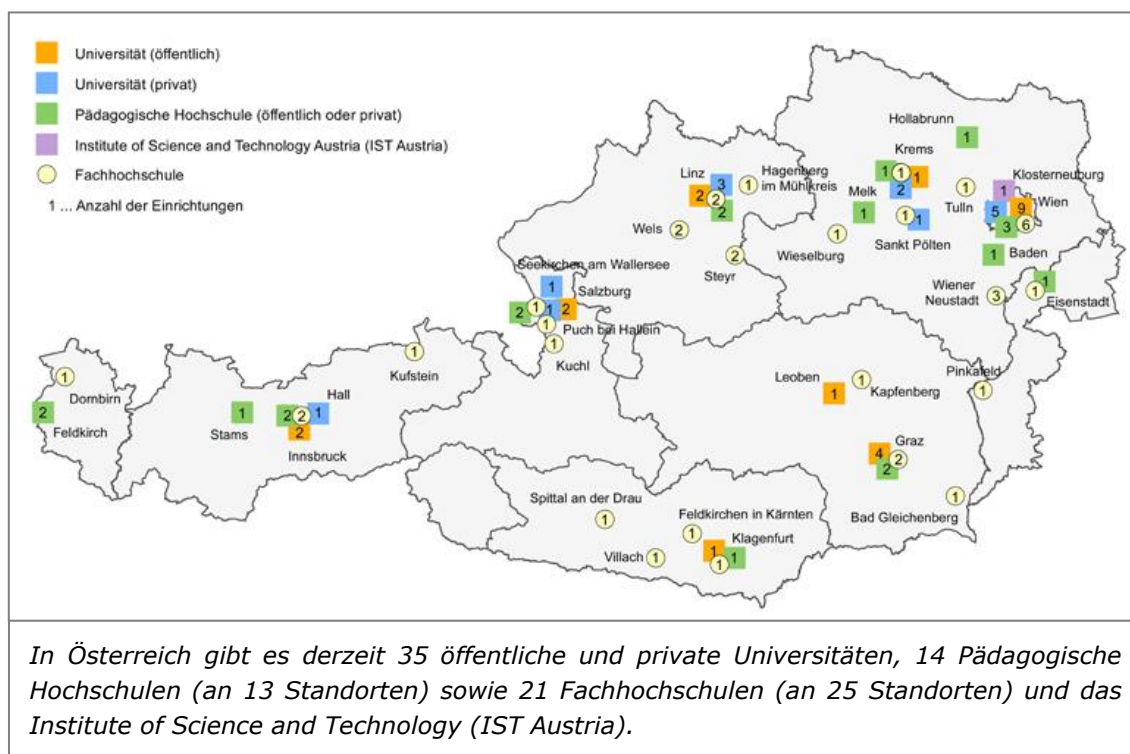 Universität (öffentlich)
Universität (privat)
Pädagogische Hochschule (öffentlich oder privat)
Institute of Science and Technology Austria (IST Austria)
Fachhochschule
1 ... Anzahl der Einrichtungen
Hollabrunn
1
Krems
1
1
1
2
Klosterneuburg
1
Linz
3
2
2
2
Hagenberg
im Mühlkreis
1
Melk
1
Tulln
1
Wien
5
9
3
6
Wels
2
Sankt Pölten
1
1
Wieselburg
1
Steyr
2
Baden
1
Seekirchen am Wallersee
1
Salzburg
2
1
1
2
Puch bei Hallein
1
Kuchl
1
Wiener
Neustadt
3
Eisenstadt
1
1
Kufstein
1
Leoben
1
Kapfenberg
1
Pinkafeld
1
Dornbirn
1
Feldkirch
2
Stams
1
Hall
1
Innsbruck
2
2
2
Graz
4
2
2
Bad Gleichenberg
1
Spittal an der Drau
1
Feldkirchen in Kärnten
1
Villach
1
Klagenfurt
1
1
1
In Österreich gibt es derzeit 35 öffentliche und private Universitäten, 14 Pädagogische
Hochschulen (an 13 Standorten) sowie 21 Fachhochschulen (an 25 Standorten) und das
Institute of Science and Technology (IST Austria).